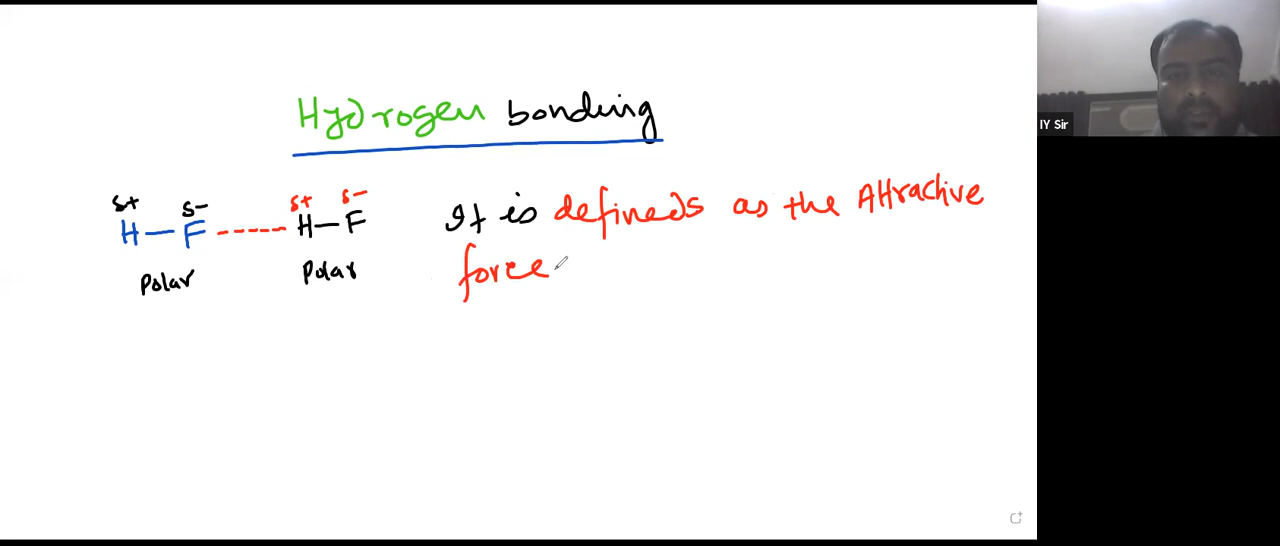 Hydrogen bonding
δ+ δ- δ+ δ-
H-F-----H-F
Polar Polar
It is defineds as the Attractive
force
IY Sir